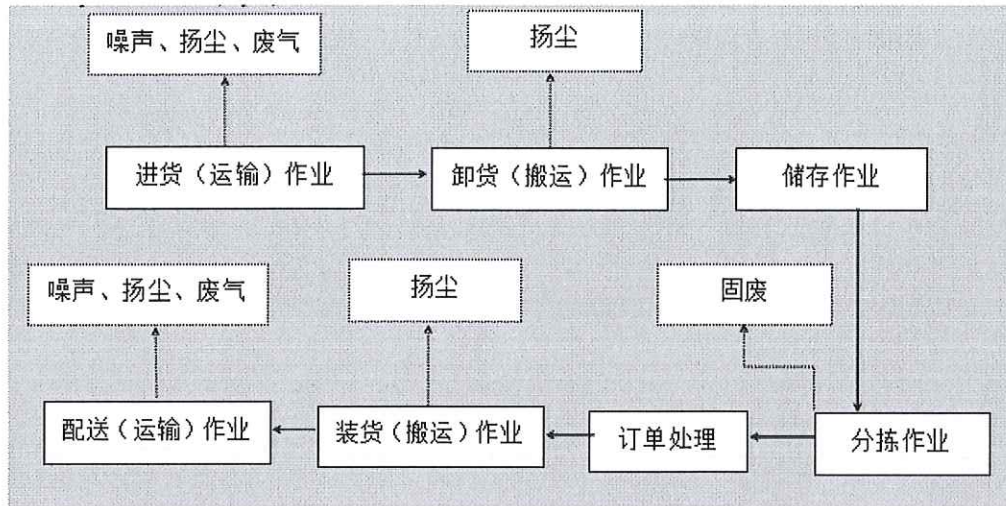 噪声、扬尘、废气
扬尘
进货（运输）作业
卸货（搬运）作业
储存作业
噪声、扬尘、废气
扬尘
固废
配送（运输）作业
装货（搬运）作业
订单处理
分拣作业